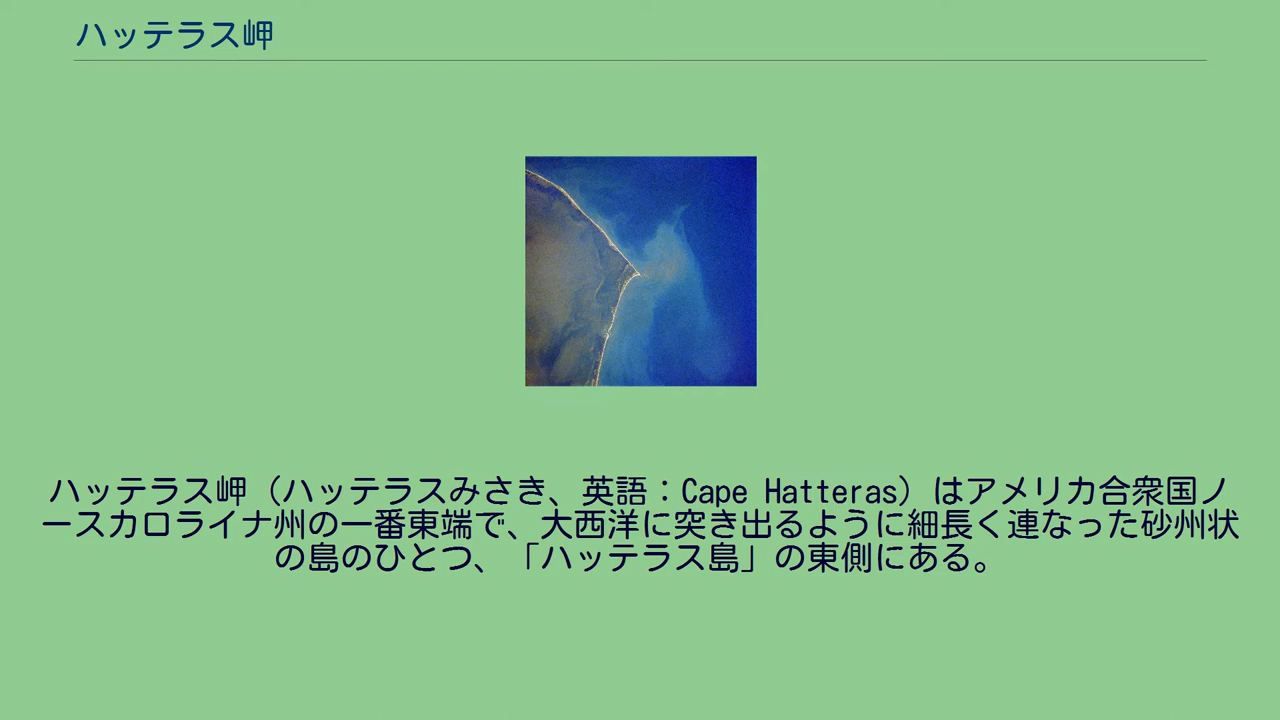 ハッテラス岬
ハッテラス岬（ハッテラスみさき、英語：Cape Hatteras）はアメリカ合衆国ノ
ースカロライナ州の一番東端で、大西洋に突き出るように細長く連なった砂州状
の島のひとつ、「ハッテラス島」の東側にある。